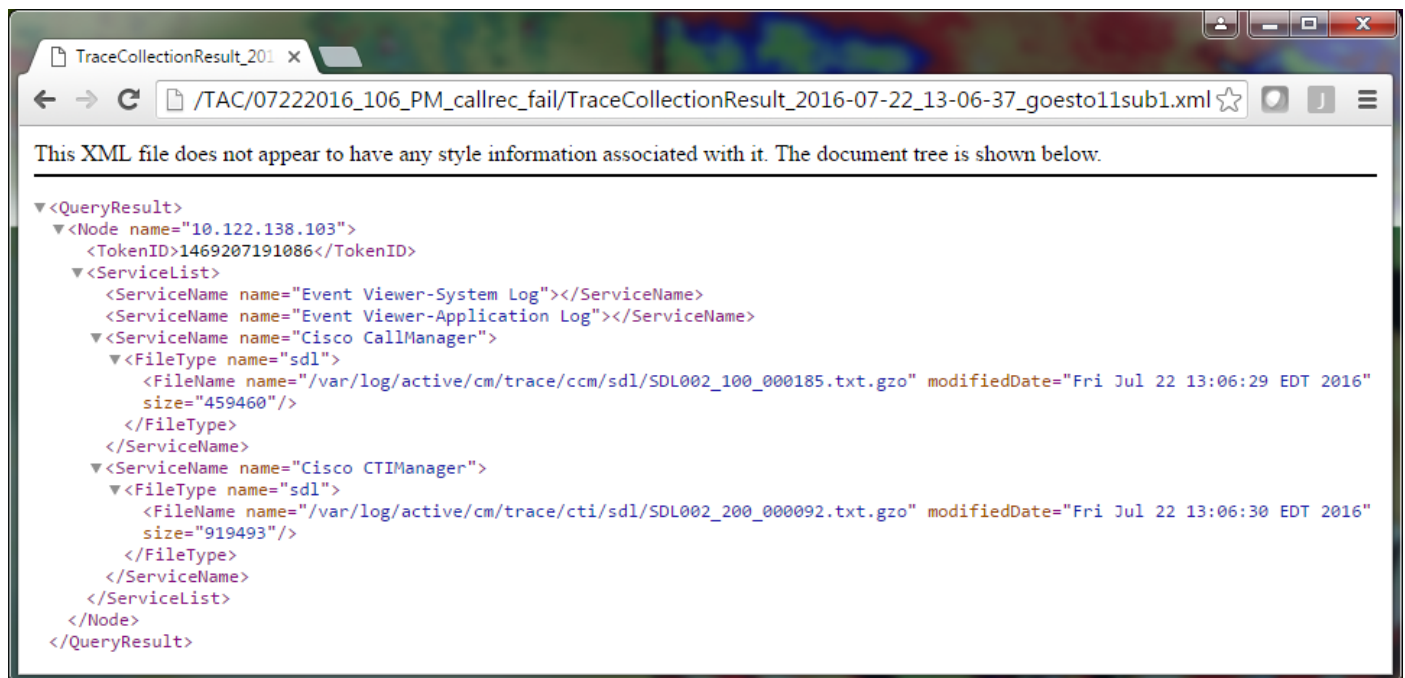 TraceCollectionResult_201
/TAC/07222016_106_PM_callrec_fail/TraceCollectionResult_2016-07-22_13-06-37_goesto11sub1.xml
J
This XML file does not appear to have any style information associated with it. The document tree is shown below.
▼<QueryResult>
▼<Node name="10.122.138.103">
<TokenID>1469207191086</TokenID>
▼<ServiceList>
<ServiceName name="Event Viewer-System Log"></ServiceName>
<ServiceName name="Event Viewer-Application Log"></ServiceName>
▼<ServiceName name="Cisco CallManager">
▼<FileType name="sdl">
<FileName name="/var/log/active/cm/trace/ccm/sdl/SDL002_100_000185.txt.gzo" modifiedDate="Fri Jul 22 13:06:29 EDT 2016"
size="459460"/>
</FileType>
</ServiceName>
▼<ServiceName name="Cisco CTIManager">
▼<FileType name="sdl">
<FileName name="/var/log/active/cm/trace/cti/sdl/SDL002_200_000092.txt.gzo" modifiedDate="Fri Jul 22 13:06:30 EDT 2016"
size="919493"/>
</FileType>
</ServiceName>
</ServiceList>
</Node>
</QueryResult>